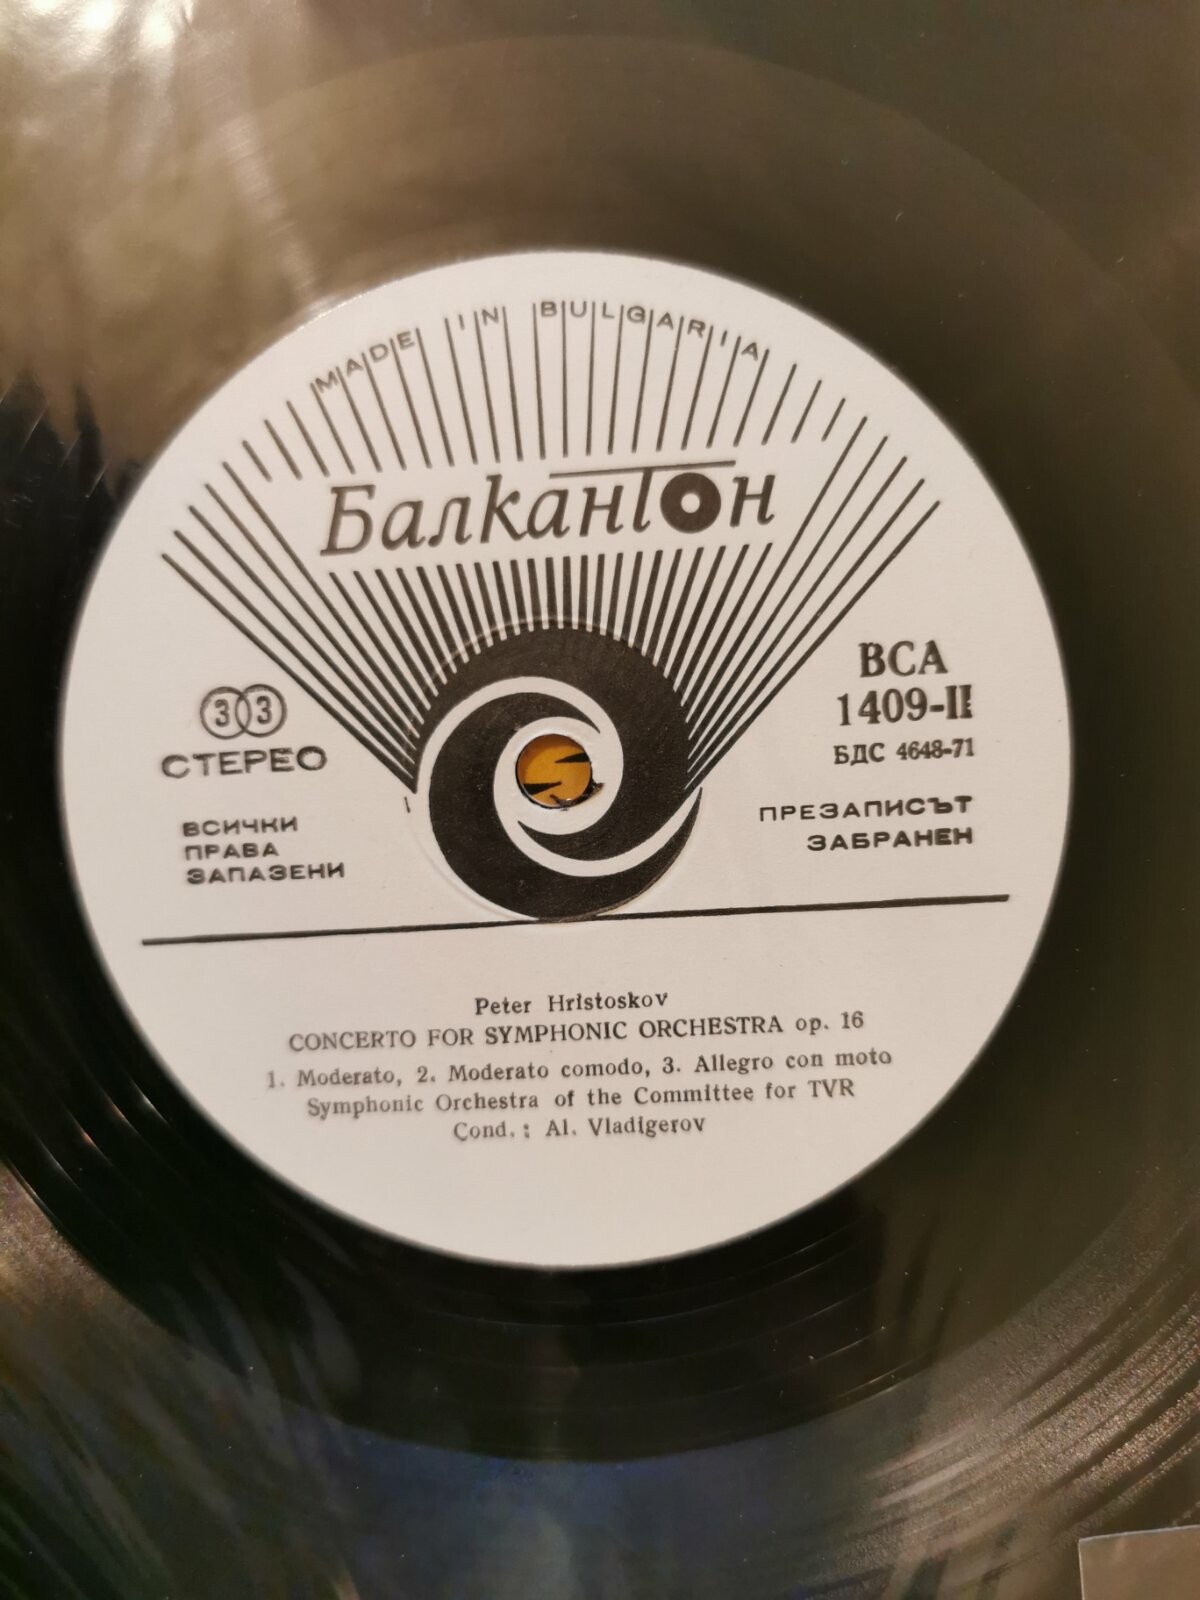 MADE IN BULGARIA
Балкантон
33
СТЕРЕО
ВСИЧКИ
ПРАВА
ЗАПАЗЕНИ
ВСА
1409-II
БДС 4648-71
ПРЕЗАПИСЪТ
ЗАБРАНЕН
Peter Hristoskov
CONCERTO FOR SYMPHONIC ORCHESTRA op. 16
1. Moderato, 2. Moderato comodo, 3. Allegro con moto
Symphonic Orchestra of the Committee for TVR
Cond. : Al. Vladigerov